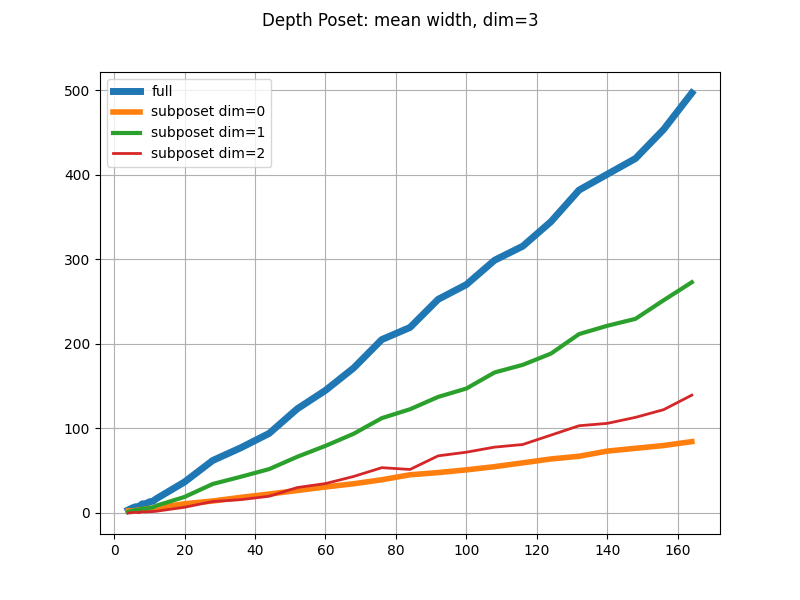 Depth Poset: mean width, dim=3
full
subposet dim=0
subposet dim=1
subposet dim=2
500
400
300
200
100
0
0 20 40 60 80 100 120 140 160